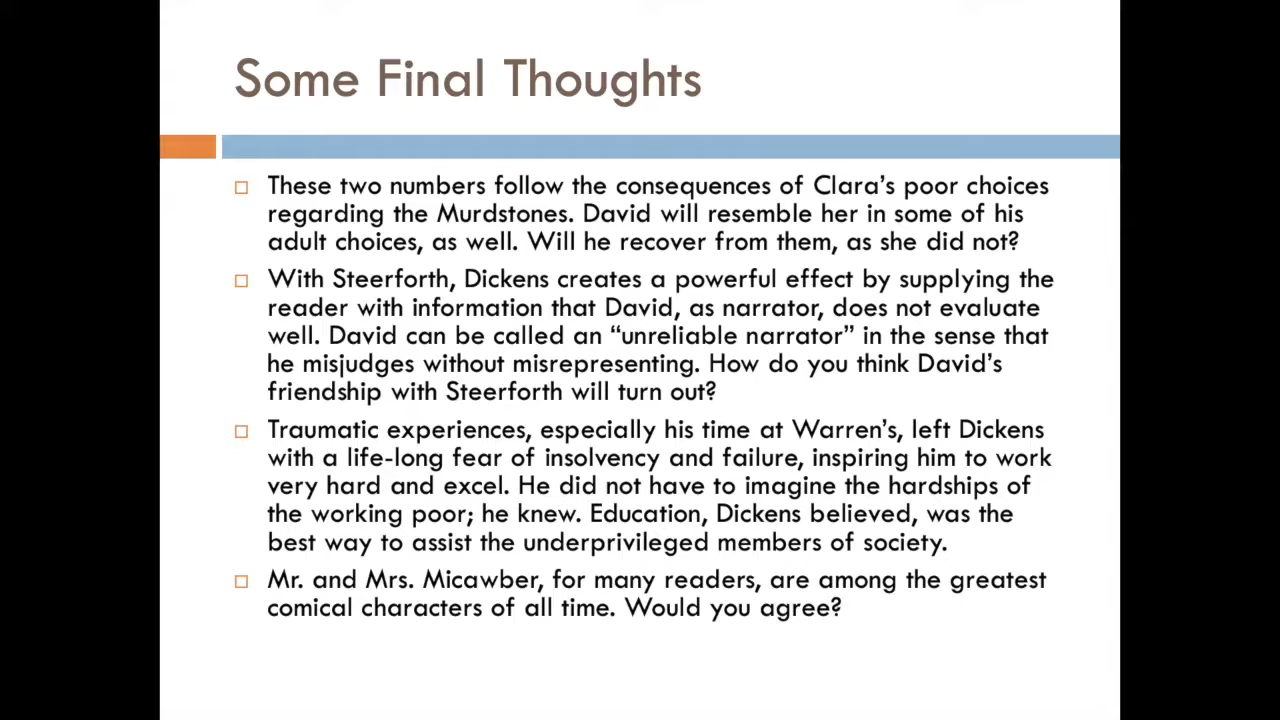 Some Final Thoughts
These two numbers follow the consequences of Clara's poor choices
regarding the Murdstones. David will resemble her in some of his
adult choices, as well. Will he recover from them, as she did not?
With Steerforth, Dickens creates a powerful effect by supplying the
reader with information that David, as narrator, does not evaluate
well. David can be called an “unreliable narrator” in the sense that
he misjudges without misrepresenting. How do you think David's
friendship with Steerforth will turn out?
Traumatic experiences, especially his time at Warren's, left Dickens
with a life-long fear of insolvency and failure, inspiring him to work
very hard and excel. He did not have to imagine the hardships of
the working poor; he knew. Education, Dickens believed, was the
best way to assist the underprivileged members of society.
Mr. and Mrs. Micawber, for many readers, are among the greatest
comical characters of all time. Would you agree?